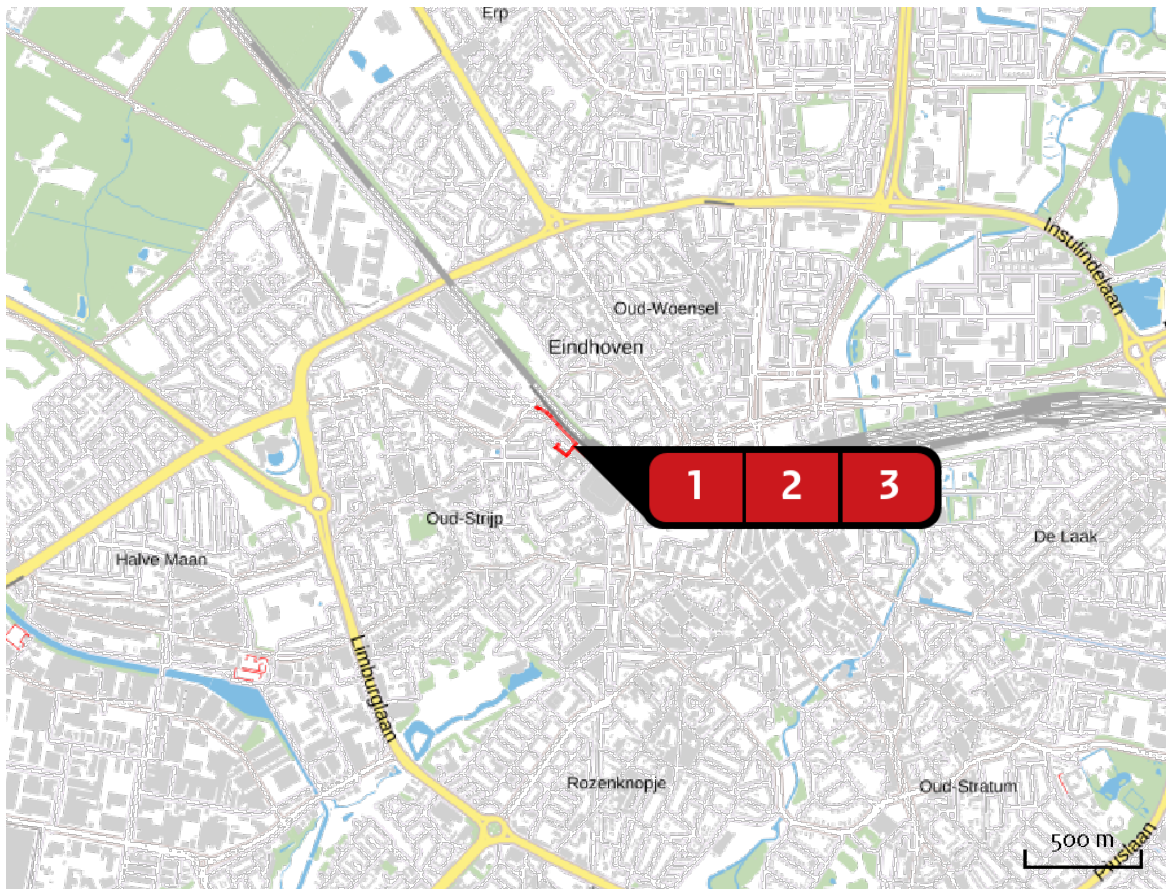 Erp
Insulindelaan
Oud-Woensel
Eindhoven
1 2 3
Oud-Strijp
De Laak
Halve Maan
Limburglaan
Rozenknopje
Oud-Stratum
500 m
Piuslaan